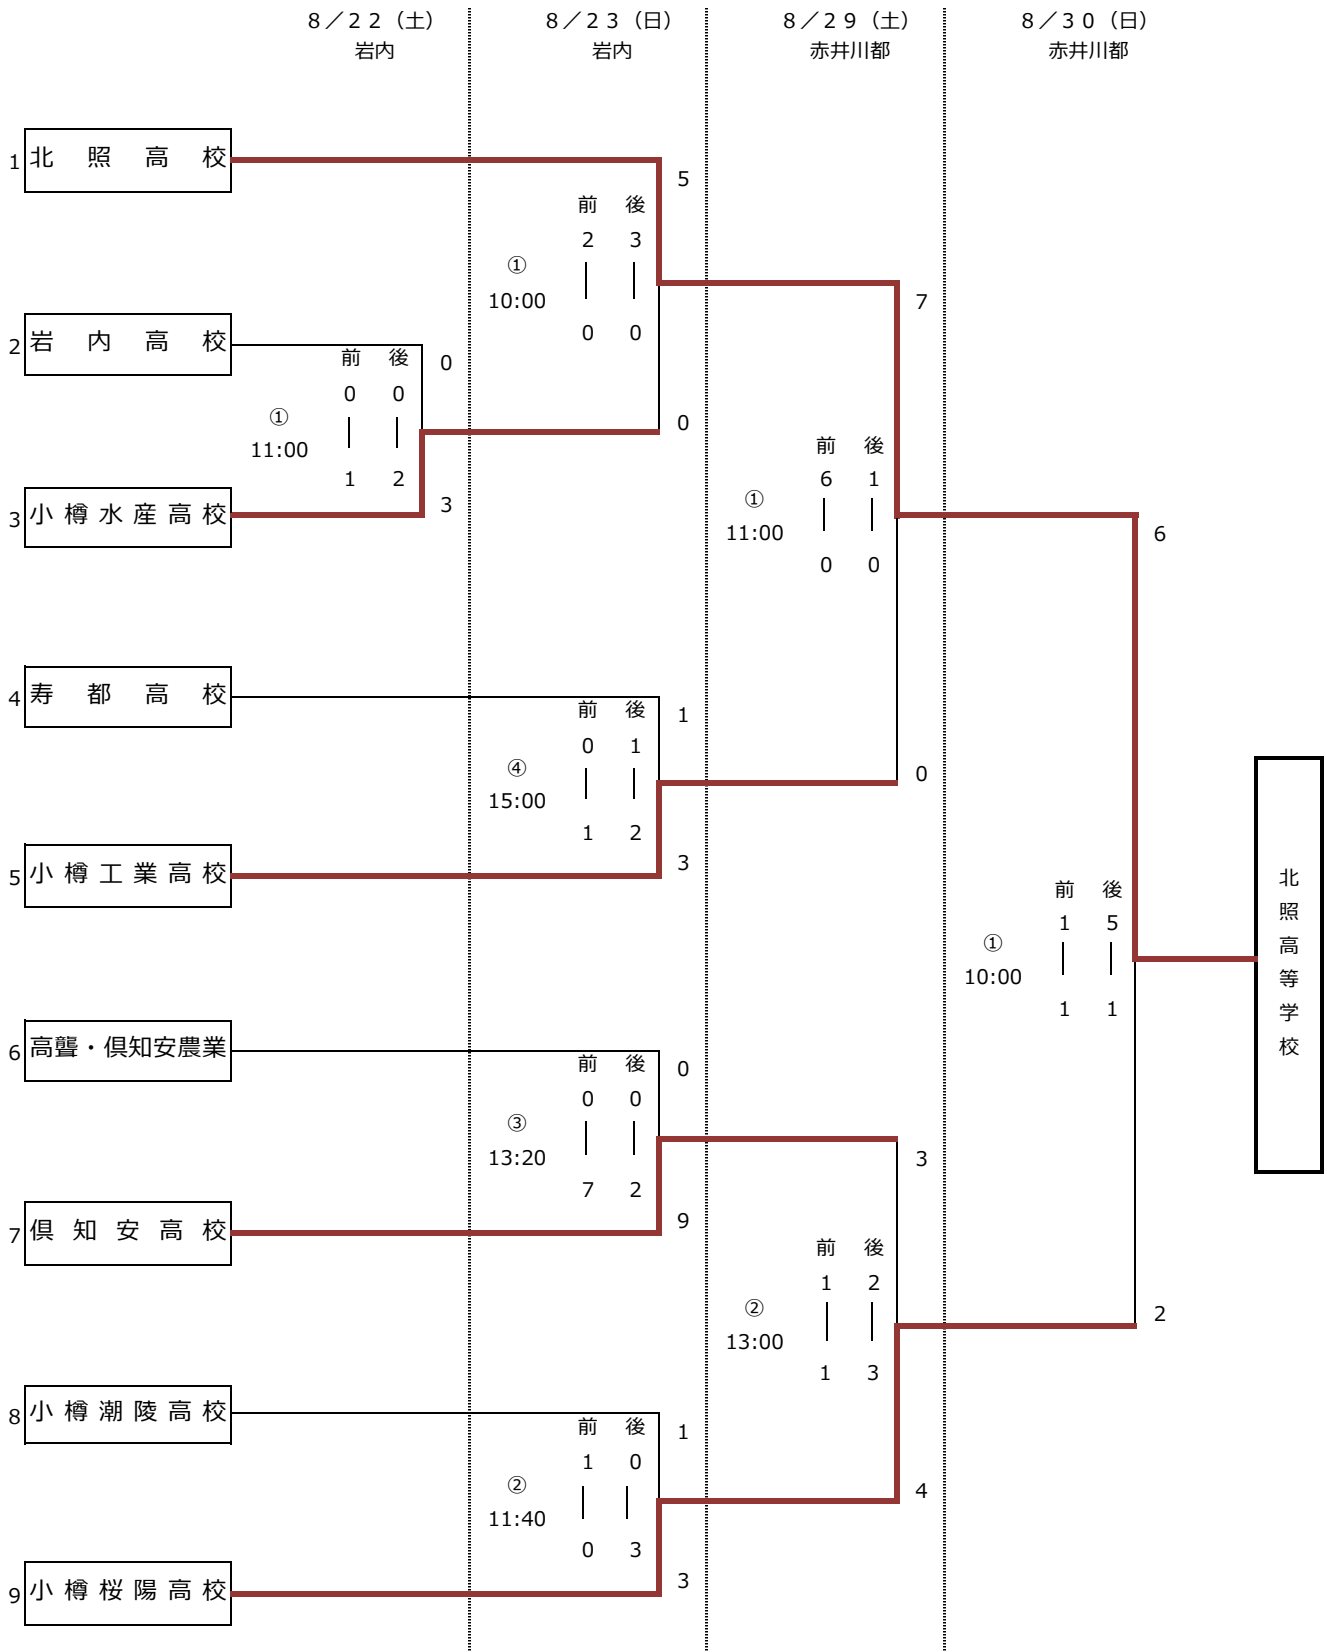 8／22（土）
岩内
8／23（日）
岩内
8／29（土）
赤井川都
8／30（日）
赤井川都
1 北照高校
5
前 後
2 3
①
10:00
0 0
7
2 岩内高校
0
前 後
0 0
①
11:00
1 2
0
3 小樽水産高校
3
前 後
6 1
①
11:00
0 0
6
4 寿都高校
1
前 後
0 1
④
15:00
1 2
0
5 小樽工業高校
3
前 後
1 5
①
10:00
1 1
北照高等学校
6 高聾・倶知安農業
0
前 後
0 0
③
13:20
7 2
3
7 倶知安高校
9
前 後
1 2
②
13:00
1 3
2
8 小樽潮陵高校
1
前 後
1 0
②
11:40
0 3
4
9 小樽桜陽高校
3